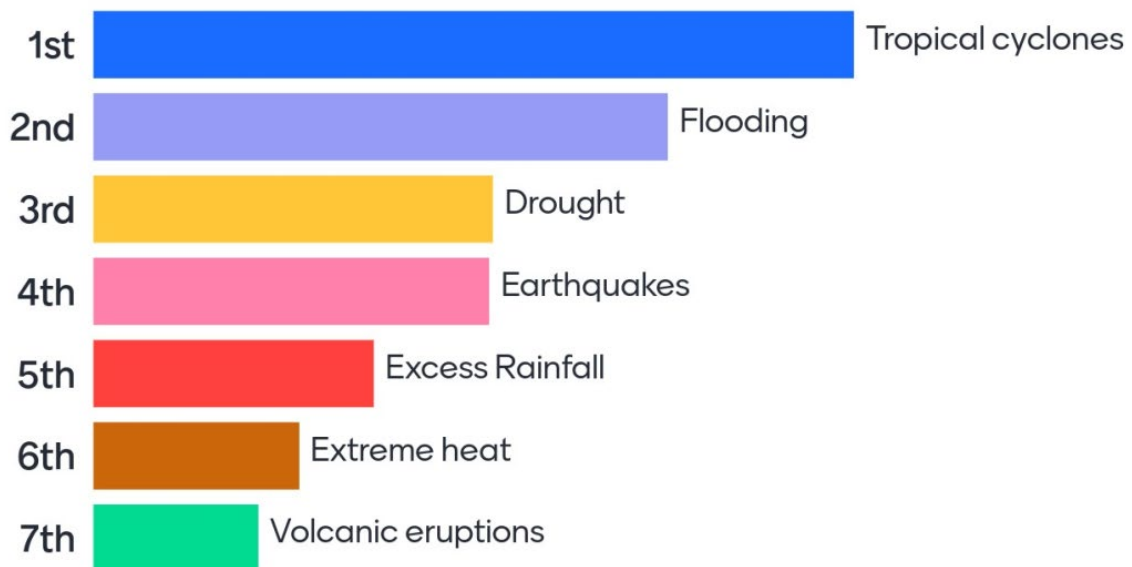 1st Tropical cyclones
2nd Flooding
3rd Drought
4th Earthquakes
5th Excess Rainfall
6th Extreme heat
7th Volcanic eruptions